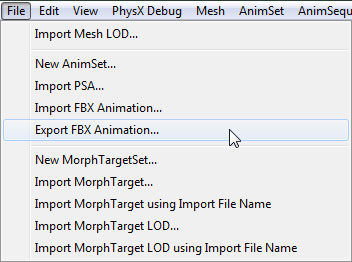 File Edit View PhysX Debug Mesh AnimSet AnimSequ
Import Mesh LOD...
New AnimSet...
Import PSA...
Import FBX Animation...
Export FBX Animation...
New MorphTargetSet...
Import MorphTarget...
Import MorphTarget using Import File Name
Import MorphTarget LOD...
Import MorphTarget LOD using Import File Name